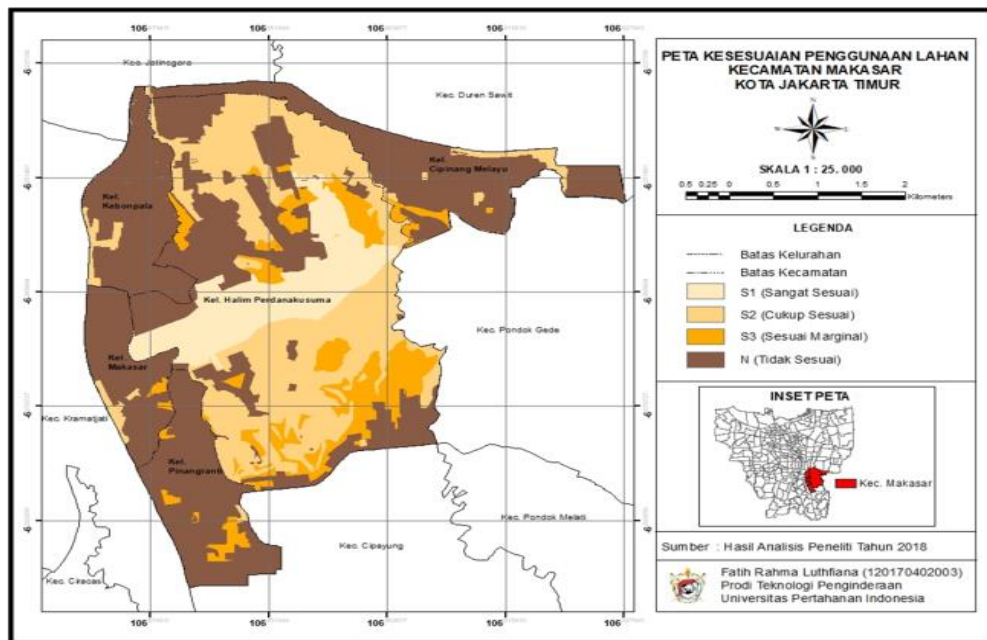 PETA KESESUAIAN PENGGUNAAN LAHAN
KECAMATAN MAKASAR
KOTA JAKARTA TIMUR
N
W
E
S
SKALA 1 : 25.000
0.5 0.25 0 0.5 1 1.5 2
Kilometers
LEGENDA
Batas Kelurahan
Batas Kecamatan
S1 (Sangat Sesuai)
S2 (Cukup Sesuai)
S3 (Sesuai Marginal)
N (Tidak Sesuai)
INSET PETA
Kec. Makasar
Sumber : Hasil Analisis Peneliti Tahun 2018
Fatih Rahma Luthfiana (120170402003)
Prodi Teknologi Penginderaan
Universitas Pertahanan Indonesia
Kec. Jatinegara
Kec. Duren Sawit
Kel.
Cipinang Melayu
Kel.
Kebonpala
Kel. Halim Perdanakusuma
Kec. Pondok Gede
Kel.
Makasar
Kec. Kramatjati
Kel.
Pinangranti
Kec. Pondok Melati
Kec. Cipayung
Kec. Ciracas
106
106
106
106
106
106
106
106
106
106